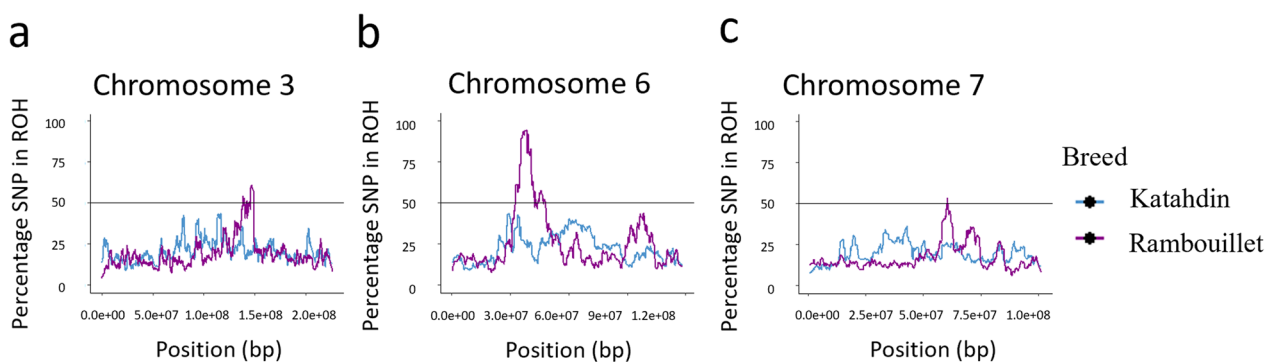 a
Chromosome 3
Percentage SNP in ROH
100
75
50
25
0
0.0e+00 5.0e+07 1.0e+08 1.5e+08 2.0e+08
Position (bp)
b
Chromosome 6
Percentage SNP in ROH
100
75
50
25
0
0.0e+00 3.0e+07 6.0e+07 9e+07 1.2e+08
Position (bp)
c
Chromosome 7
Percentage SNP in ROH
100
75
50
25
0
0.0e+00 2.5e+07 5.0e+07 7.5e+07 1.0e+08
Position (bp)
Breed
Katahdin
Rambouillet